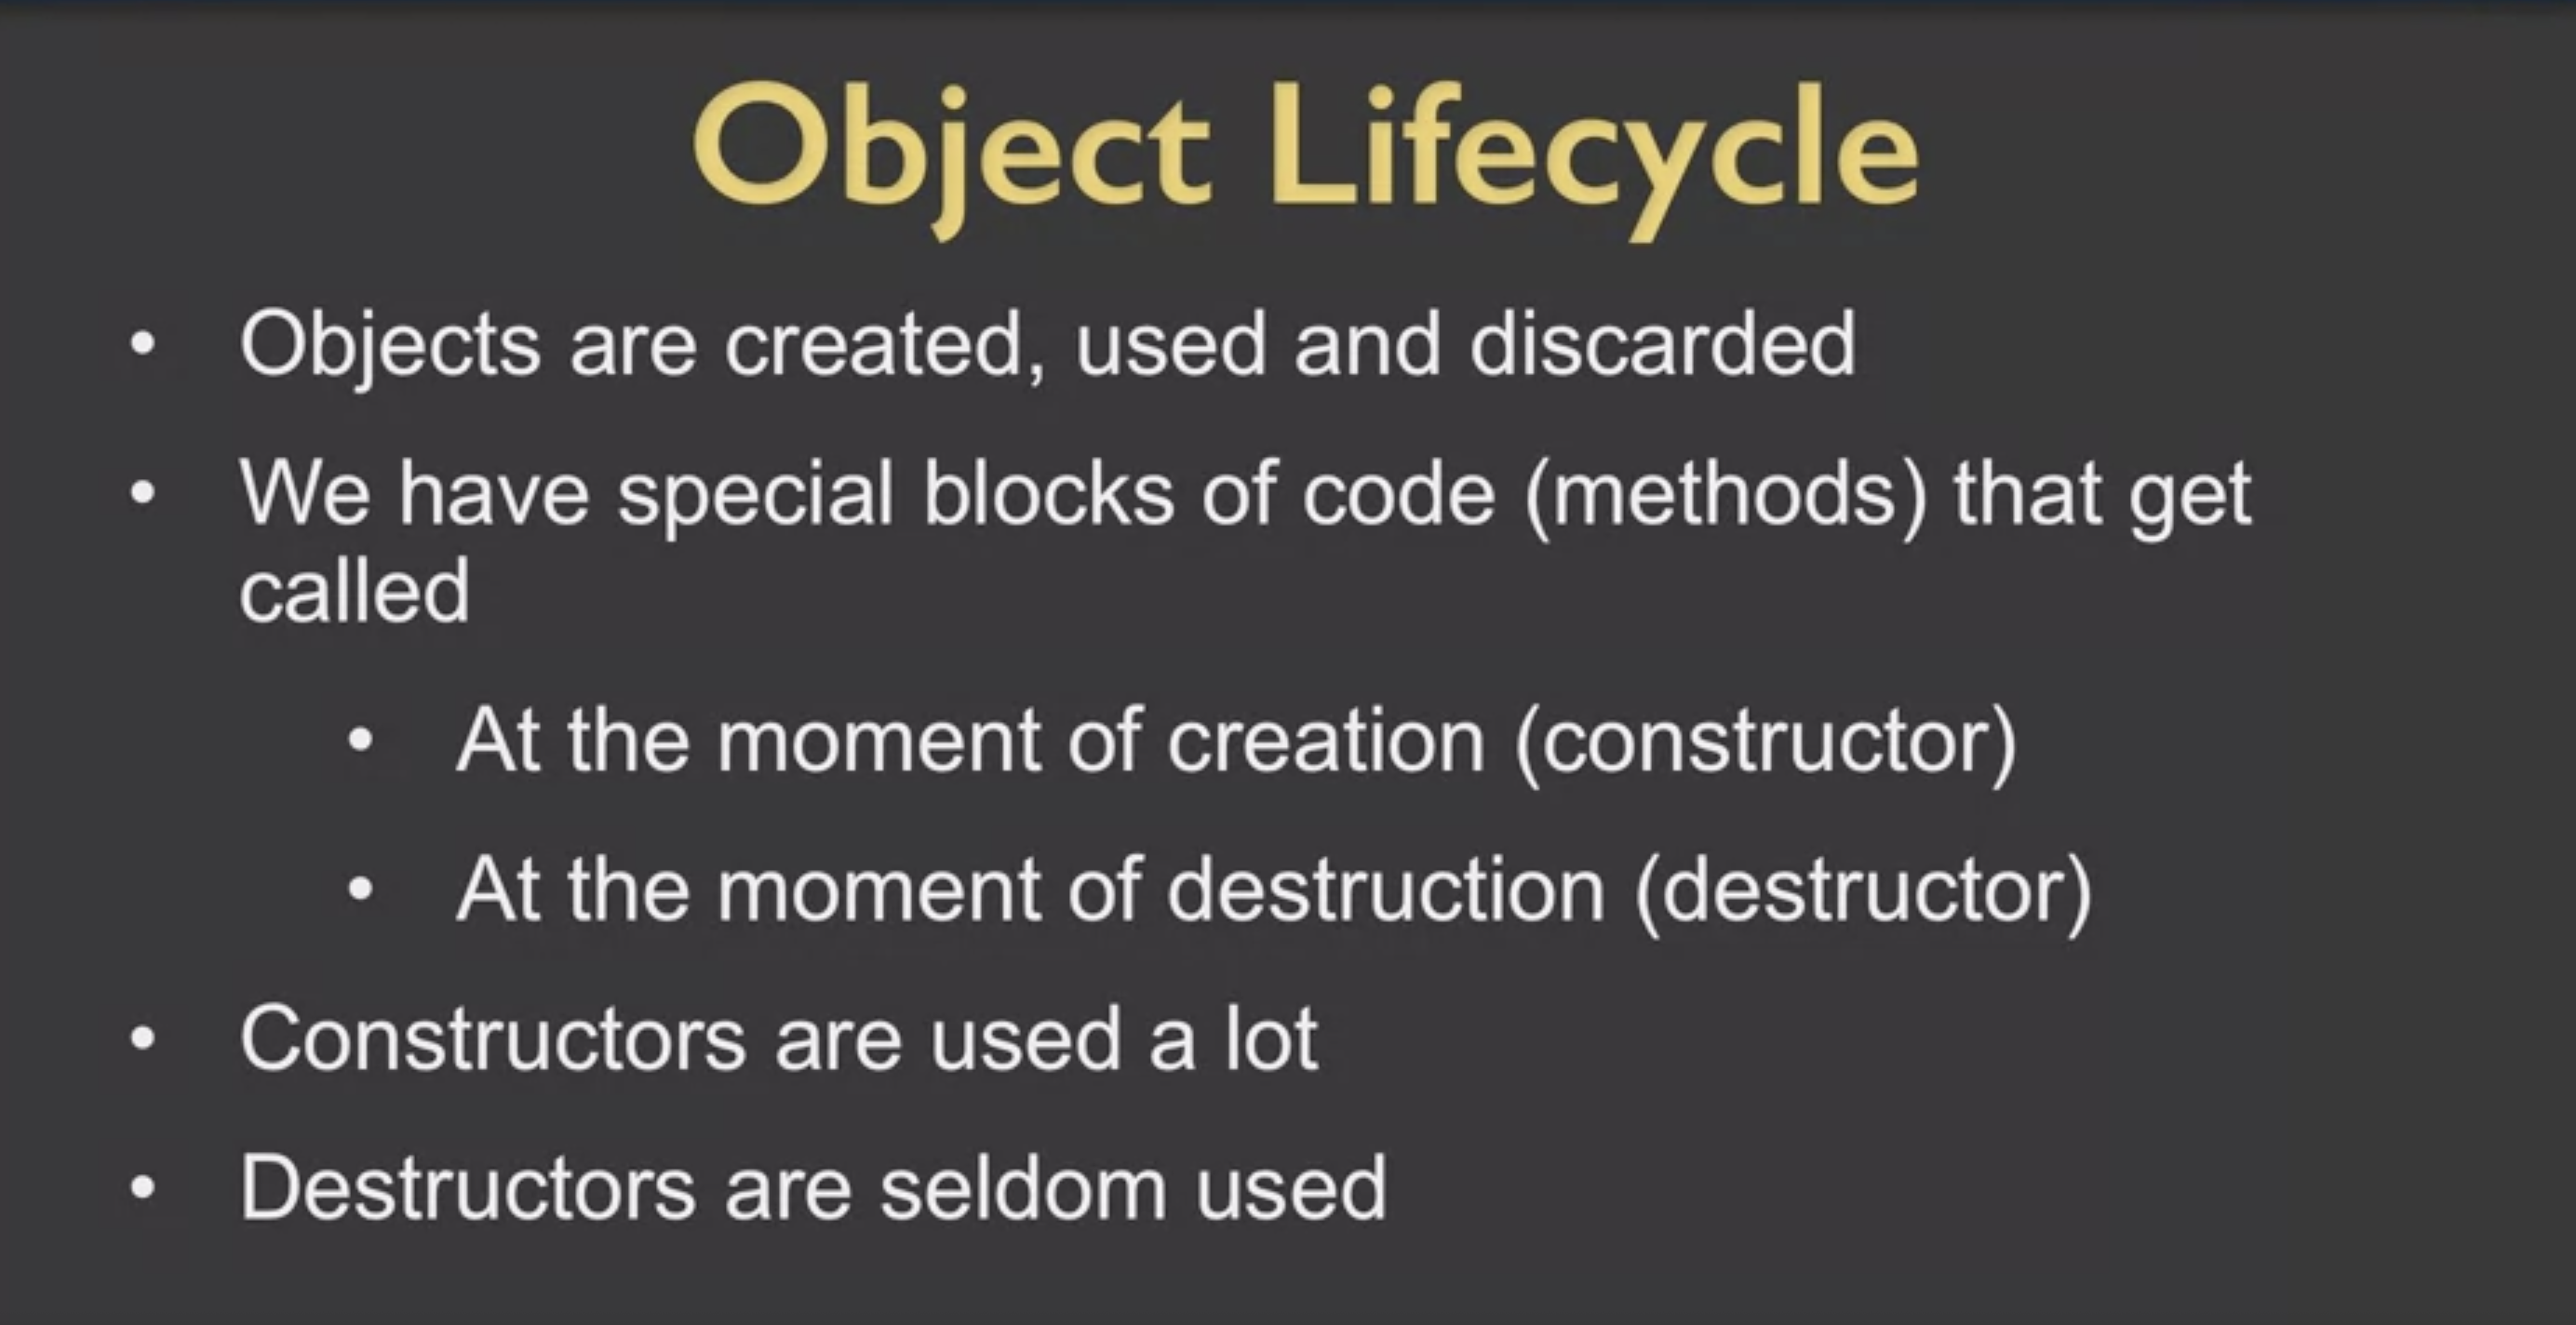 Object Lifecycle
• Objects are created, used and discarded
• We have special blocks of code (methods) that get
called
• At the moment of creation (constructor)
• At the moment of destruction (destructor)
• Constructors are used a lot
• Destructors are seldom used